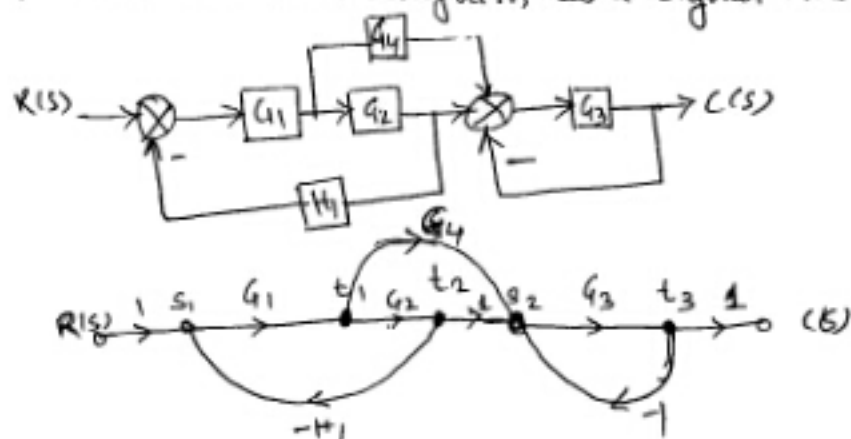 G4
R(S) G1 G2 G3 C(S)
-
-
H1
G4
R(S) 1 S1 G1 t1 G2 t2 1 S2 G3 t3 1 C(S)
-H1
-1